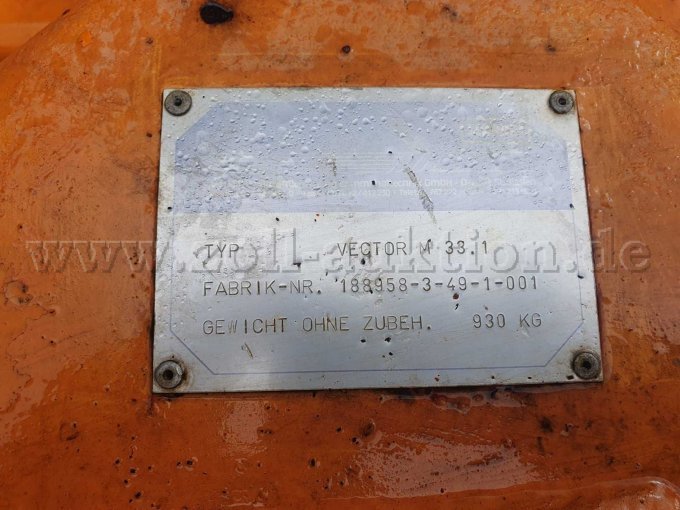 TYP VECTOR M 33.1
FABRIK-NR. 188958-3-49-1-001
GEWICHT OHNE ZUBEH. 930 KG
www.zoll-auktion.de